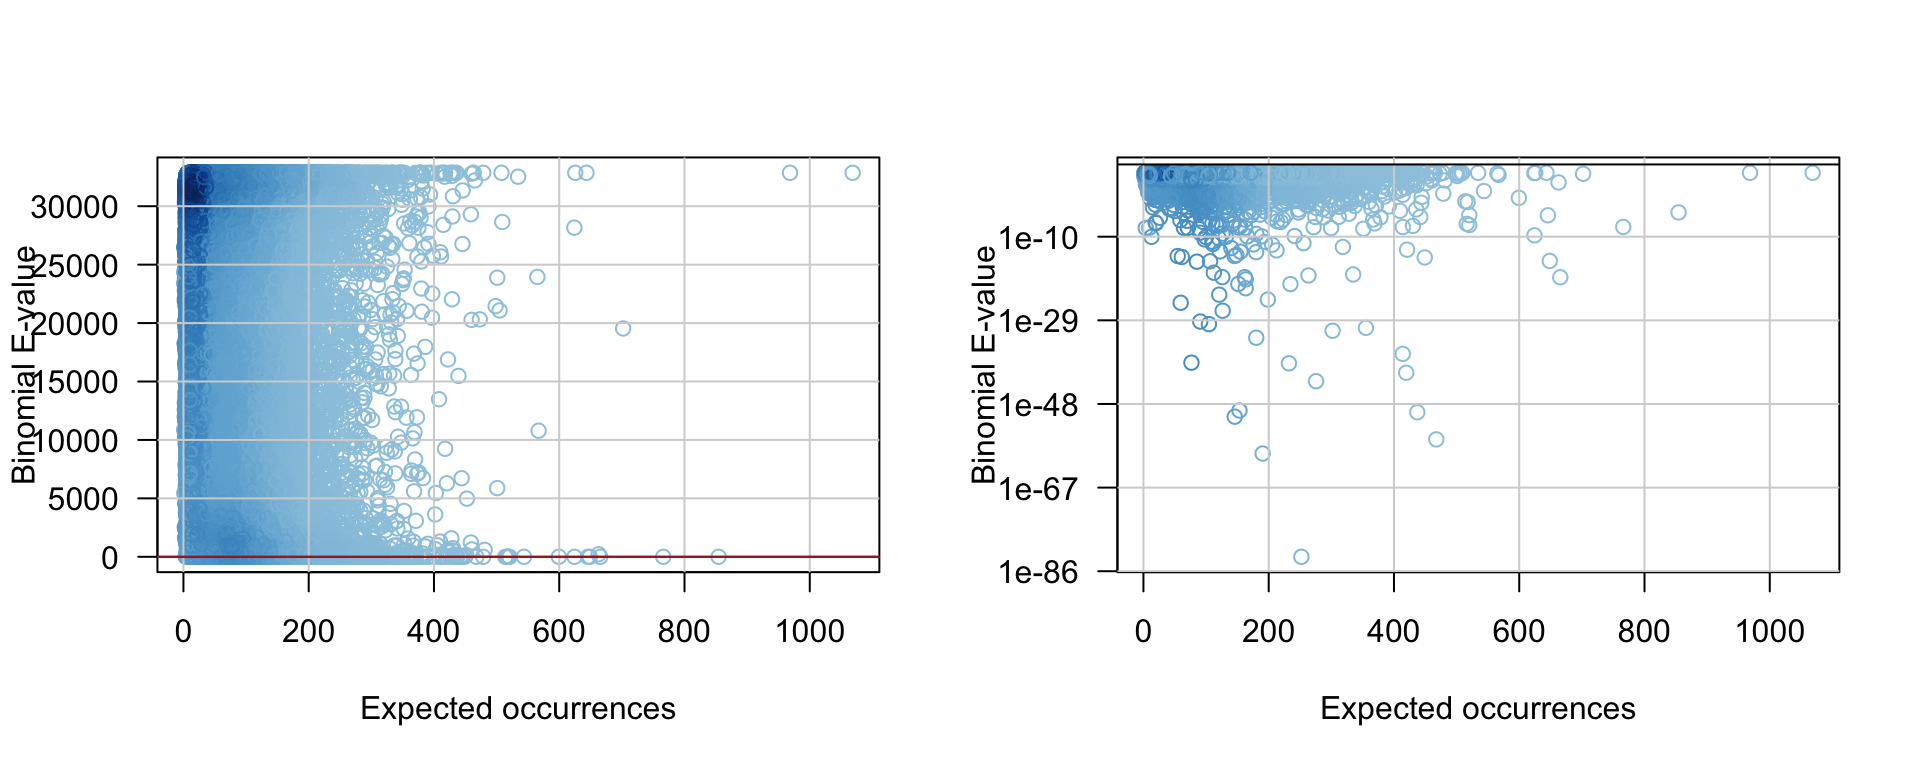 Binomial E-value
30000
25000
20000
15000
10000
5000
0
0 200 400 600 800 1000
Expected occurrences
Binomial E-value
1e-10
1e-29
1e-48
1e-67
1e-86
0 200 400 600 800 1000
Expected occurrences